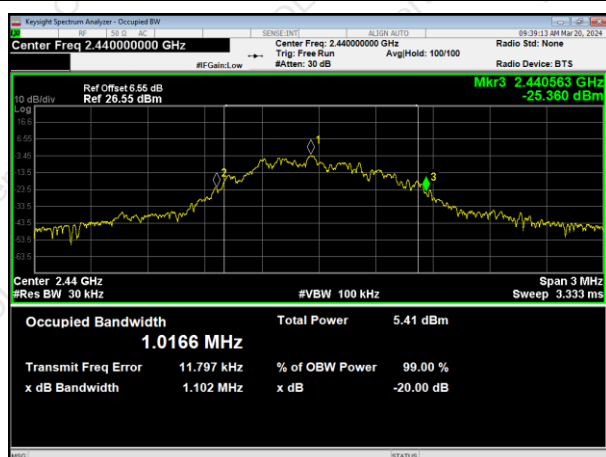 Keysight Spectrum Analyzer - Occupied BW
RF 50 Ω AC SENSE:INT ALIGN AUTO 09:39:13 AM Mar 20, 2024
Center Freq 2.440000000 GHz Center Freq: 2.440000000 GHz Radio Std: None
Trig: Free Run Avg|Hold: 100/100
#IFGain:Low #Atten: 30 dB Radio Device: BTS
Mkr3 2.440563 GHz
-25.360 dBm
Ref Offset 6.55 dB
10 dB/div Ref 26.55 dBm
Log
16.6
6.55
-3.45
-13.5
-23.5
-33.5
-43.5
-53.5
-63.5
1
2
3
Center 2.44 GHz Span 3 MHz
#Res BW 30 kHz #VBW 100 kHz Sweep 3.333 ms
Occupied Bandwidth Total Power 5.41 dBm
1.0166 MHz
Transmit Freq Error 11.797 kHz % of OBW Power 99.00 %
x dB Bandwidth 1.102 MHz x dB -20.00 dB
MSG STATUS